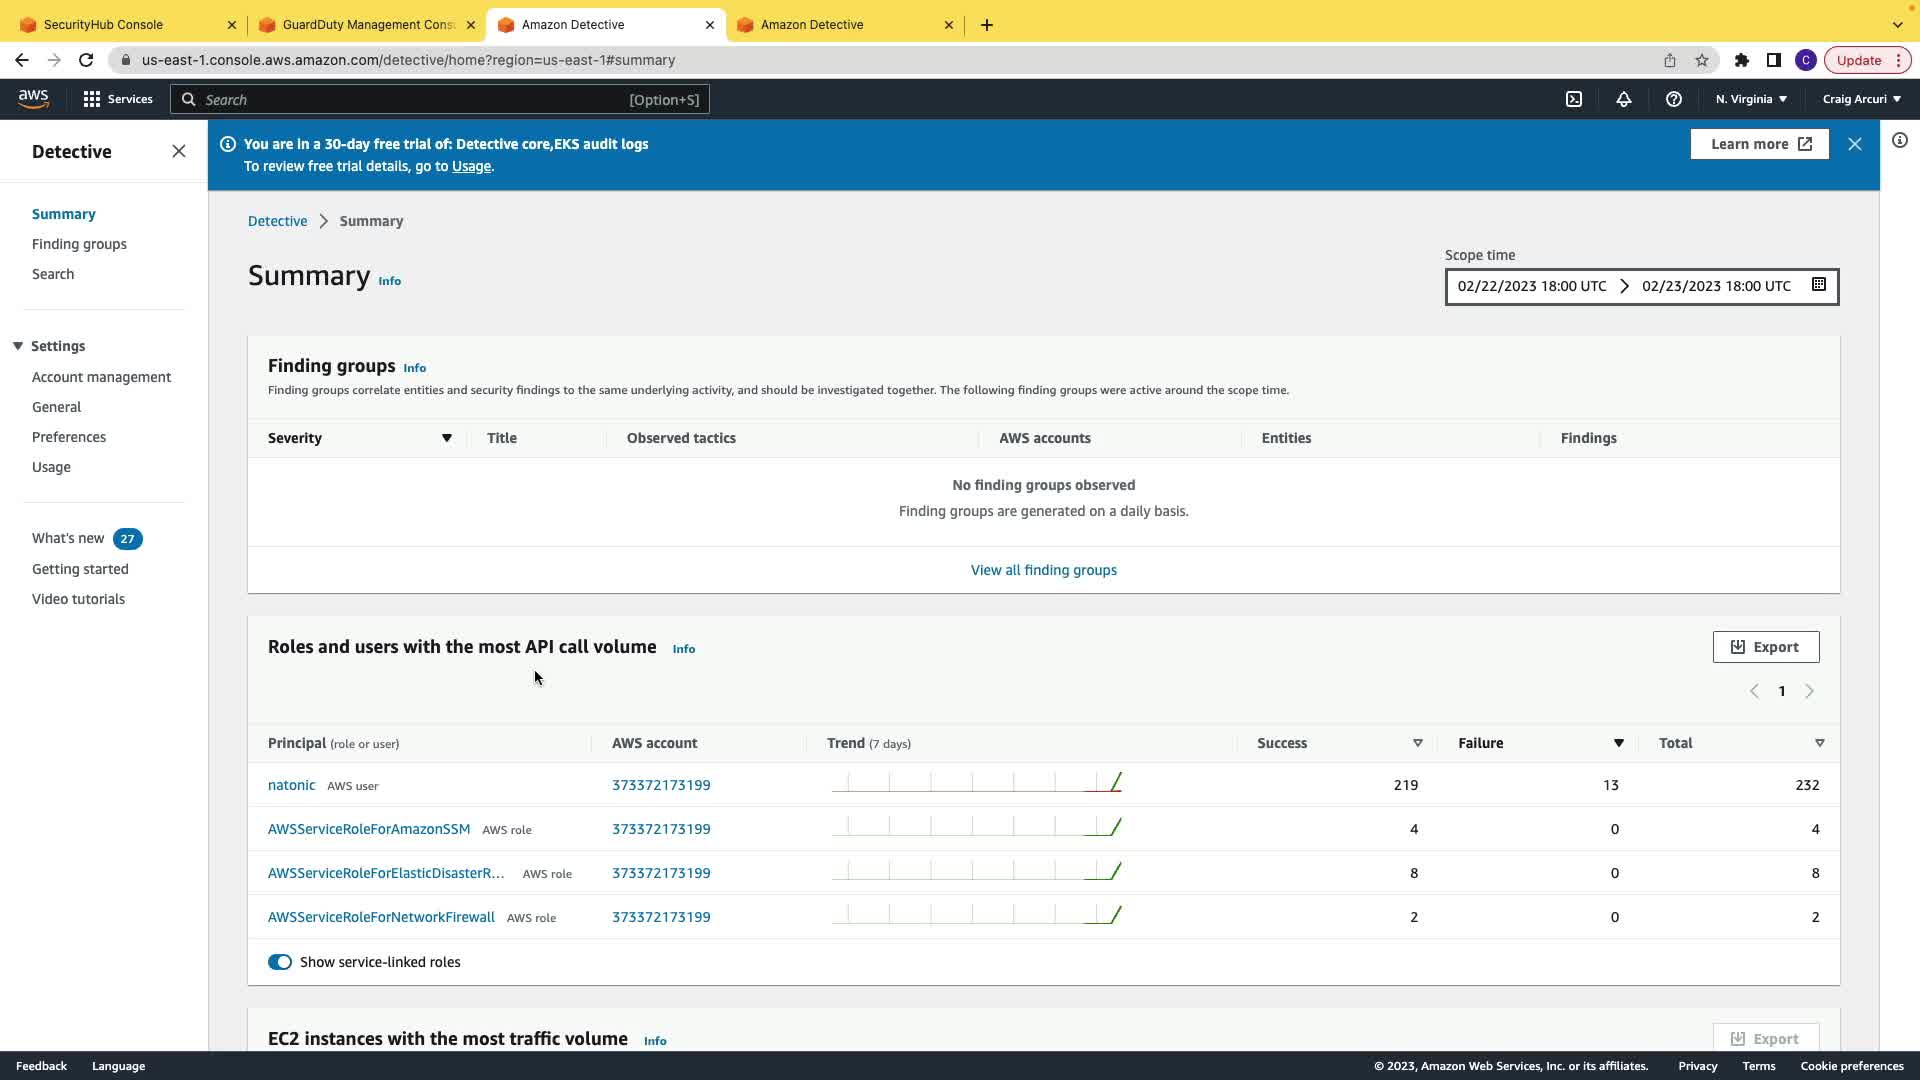 SecurityHub Console
GuardDuty Management Cons
Amazon Detective
Amazon Detective
us-east-1.console.aws.amazon.com/detective/home?region=us-east-1#summary
C
Update
aws
Services
Search
[Option+S]
N. Virginia
Craig Arcuri
Detective
Summary
Finding groups
Search
Settings
Account management
General
Preferences
Usage
What's new 27
Getting started
Video tutorials
You are in a 30-day free trial of: Detective core,EKS audit logs
To review free trial details, go to Usage.
Learn more
Detective > Summary
Summary Info
Scope time
02/22/2023 18:00 UTC > 02/23/2023 18:00 UTC
Finding groups Info
Finding groups correlate entities and security findings to the same underlying activity, and should be investigated together. The following finding groups were active around the scope time.
Severity Title Observed tactics AWS accounts Entities Findings
No finding groups observed
Finding groups are generated on a daily basis.
View all finding groups
Roles and users with the most API call volume Info
Export
1
Principal (role or user) AWS account Trend (7 days) Success Failure Total
natonic AWS user 373372173199 219 13 232
AWSServiceRoleForAmazonSSM AWS role 373372173199 4 0 4
AWSServiceRoleForElasticDisasterR... AWS role 373372173199 8 0 8
AWSServiceRoleForNetworkFirewall AWS role 373372173199 2 0 2
Show service-linked roles
EC2 instances with the most traffic volume Info
Export
Feedback Language
© 2023, Amazon Web Services, Inc. or its affiliates. Privacy Terms Cookie preferences